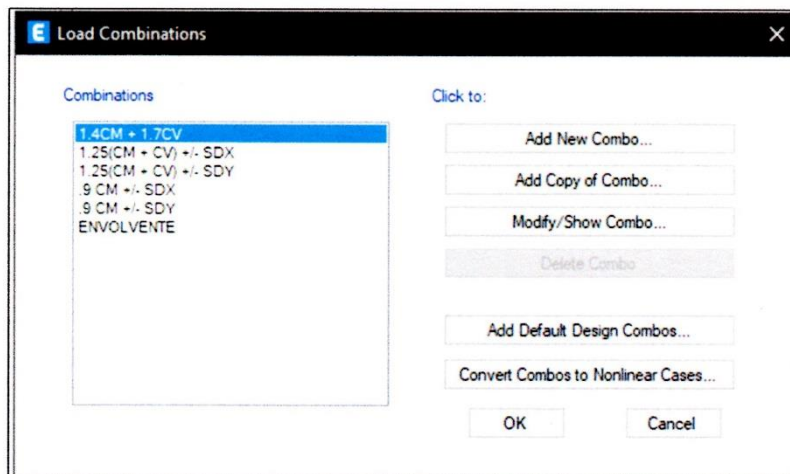 E Load Combinations
Combinations
1.4CM + 1.7CV
1.25(CM + CV) +/- SDX
1.25(CM + CV) +/- SDY
.9 CM +/- SDX
.9 CM +/- SDY
ENVOLVENTE
Click to:
Add New Combo...
Add Copy of Combo...
Modify/Show Combo...
Delete Combo
Add Default Design Combos...
Convert Combos to Nonlinear Cases...
OK
Cancel